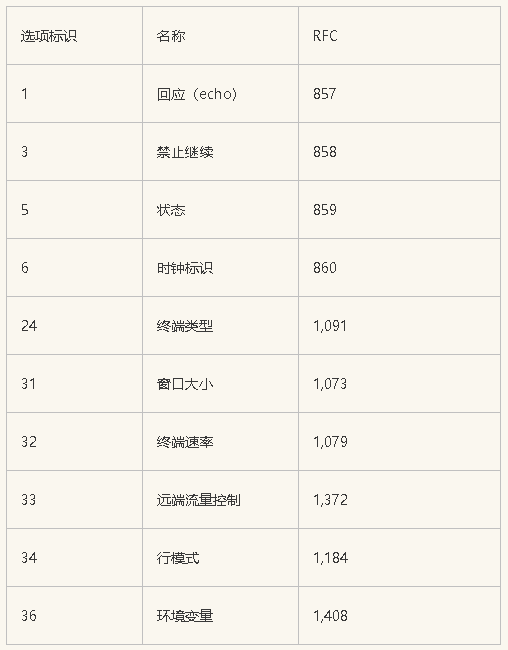 选项标识 名称 RFC
1 回应（echo） 857
3 禁止继续 858
5 状态 859
6 时钟标识 860
24 终端类型 1,091
31 窗口大小 1,073
32 终端速率 1,079
33 远端流量控制 1,372
34 行模式 1,184
36 环境变量 1,408